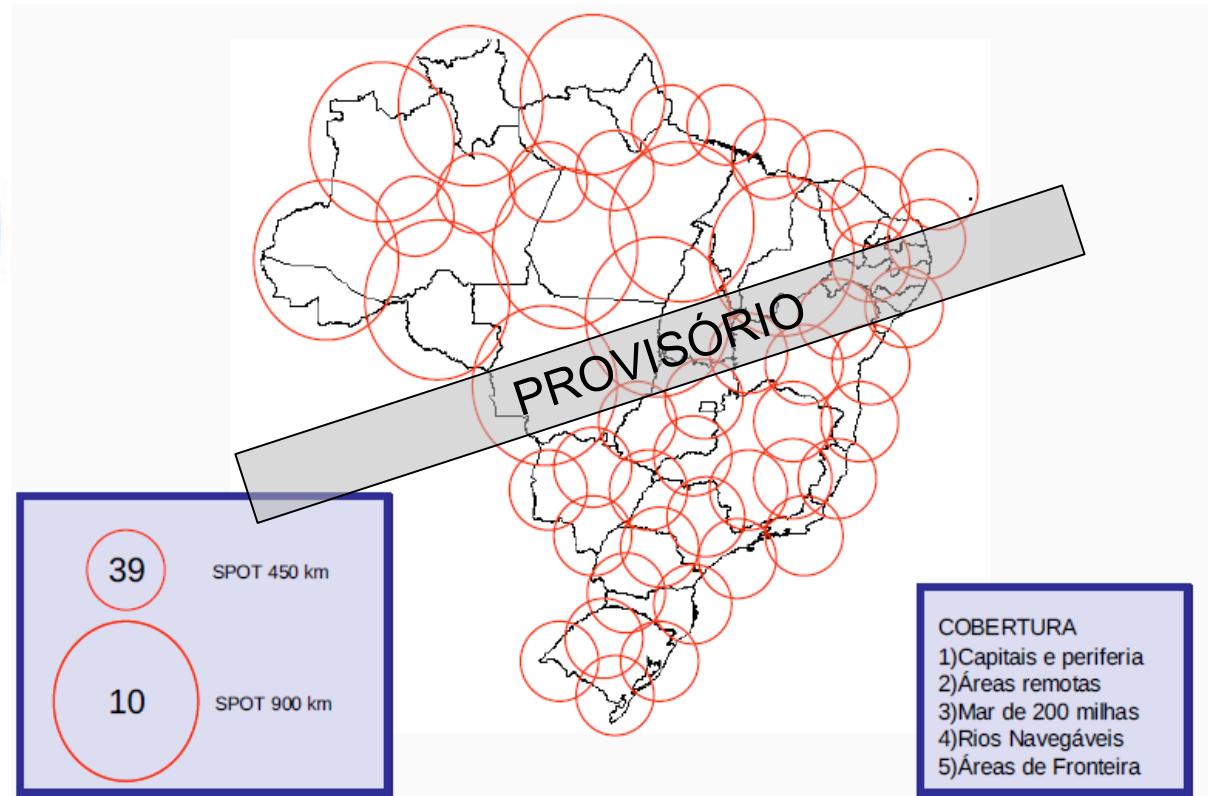 PROVISÓRIO
39
SPOT 450 km
10
SPOT 900 km
COBERTURA
1)Capitais e periferia
2)Áreas remotas
3)Mar de 200 milhas
4)Rios Navegáveis
5)Áreas de Fronteira